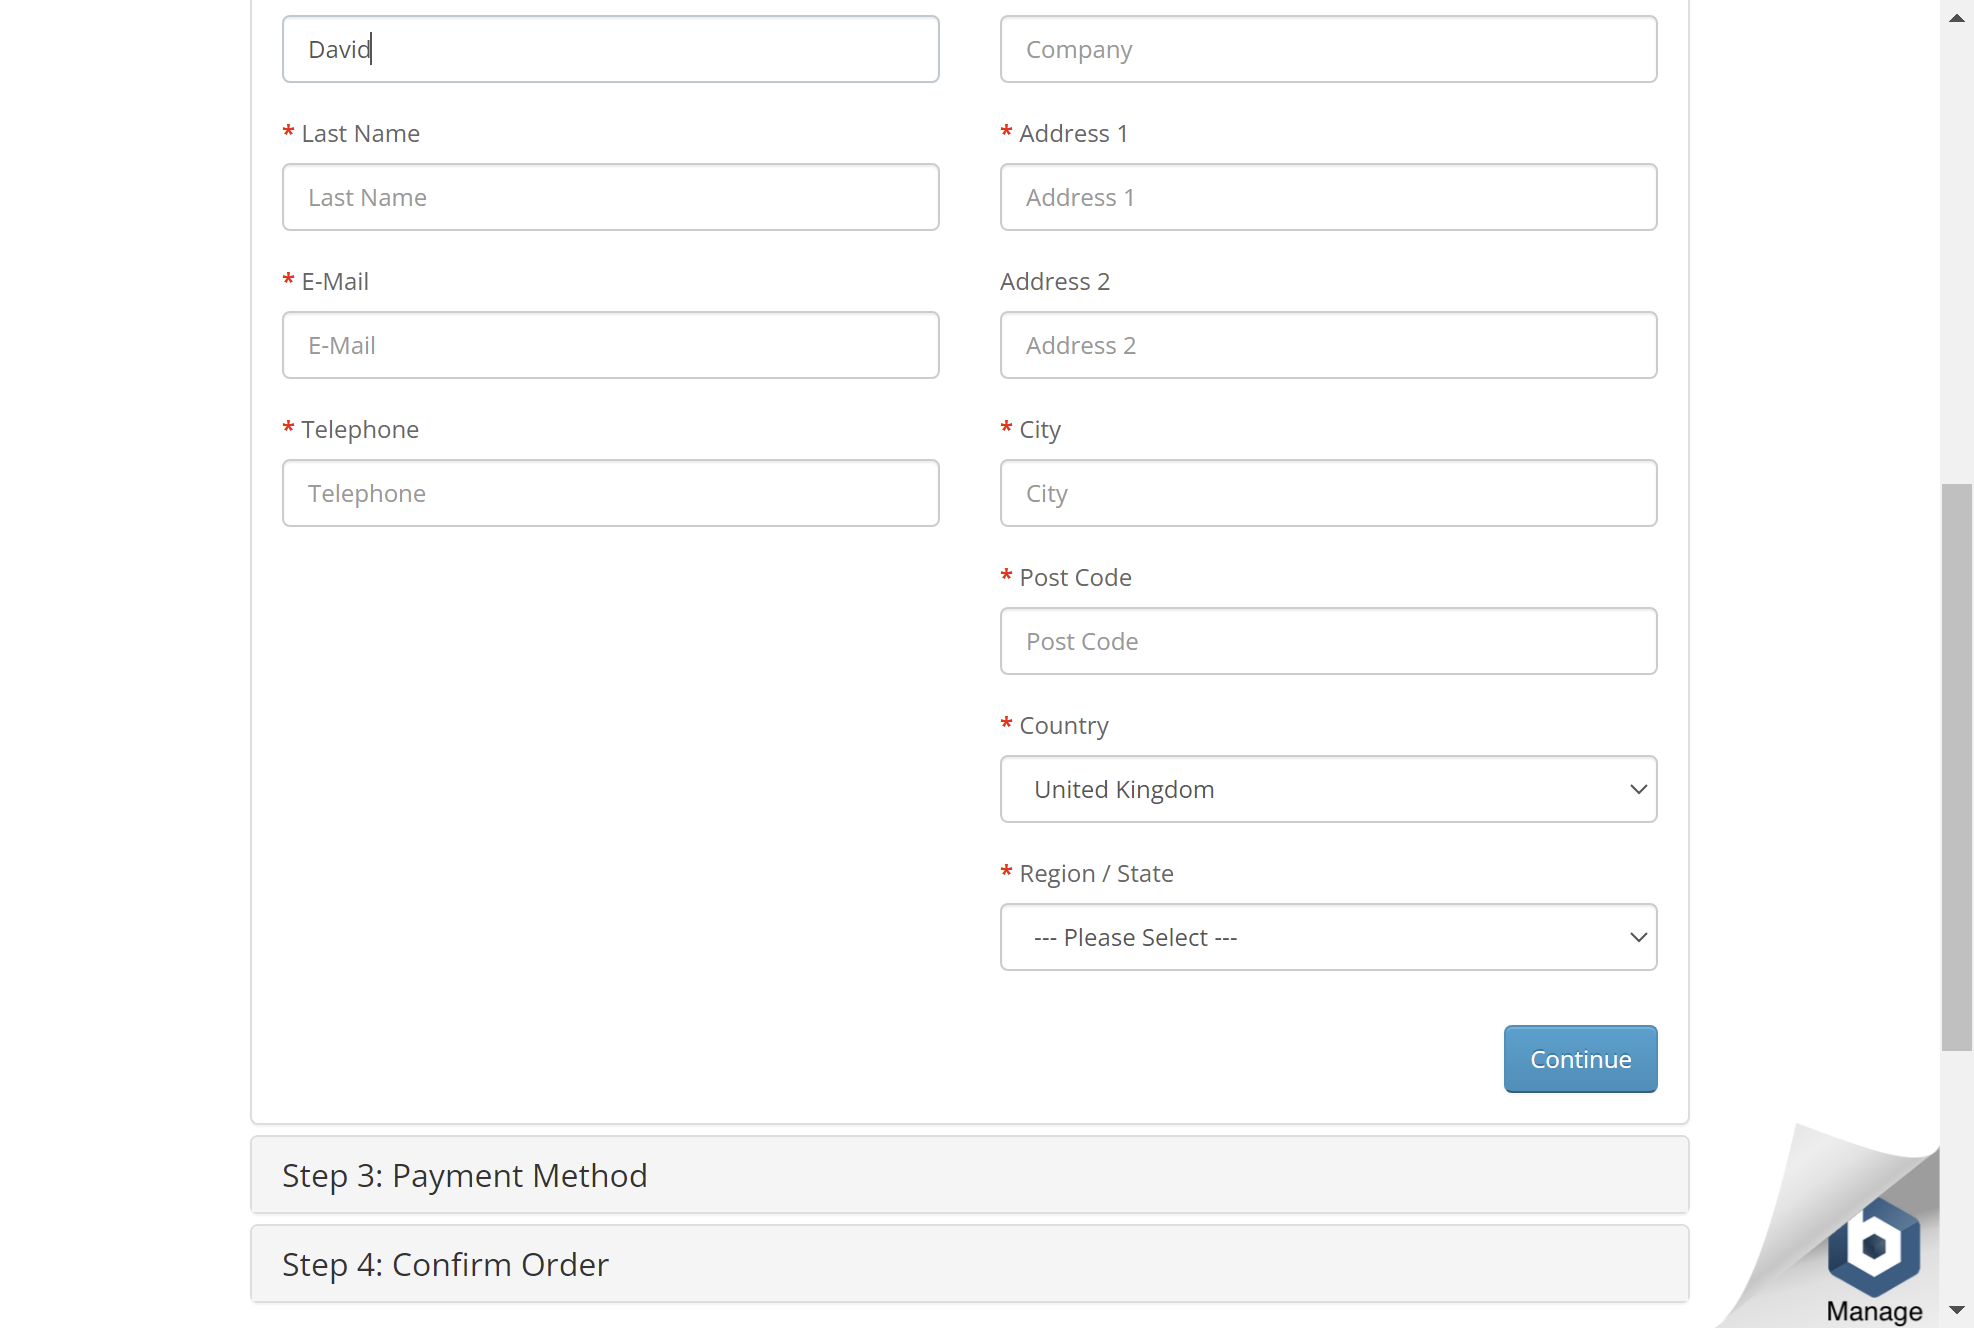 David
Company
* Last Name
* Address 1
Last Name
Address 1
* E-Mail
Address 2
E-Mail
Address 2
* Telephone
* City
Telephone
City
* Post Code
Post Code
* Country
United Kingdom
* Region / State
--- Please Select ---
Continue
Step 3: Payment Method
Step 4: Confirm Order
b
Manage